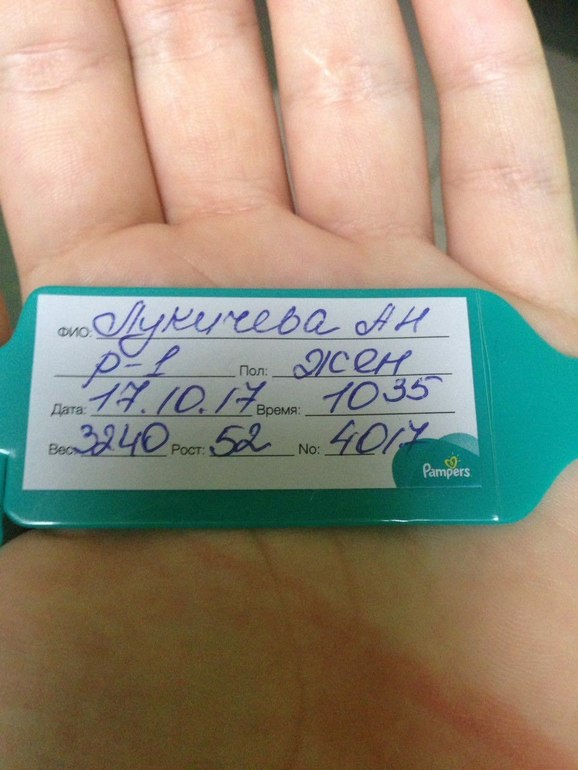 ФИО: Лукичева АН
р-1 Пол: жен
Дата: 17.10.17 Время: 10 35
Вес: 3240 Рост: 52 No: 4017
Pampers